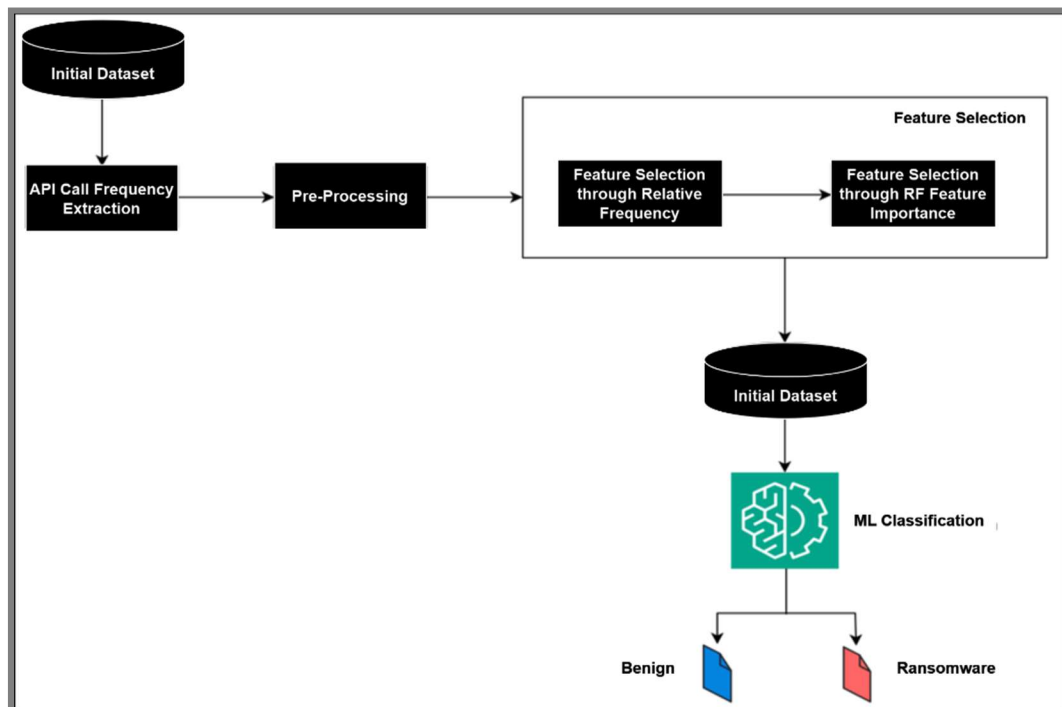 Initial Dataset
API Call Frequency
Extraction
Pre-Processing
Feature Selection
Feature Selection
through Relative
Frequency
Feature Selection
through RF Feature
Importance
Initial Dataset
ML Classification
Benign
Ransomware